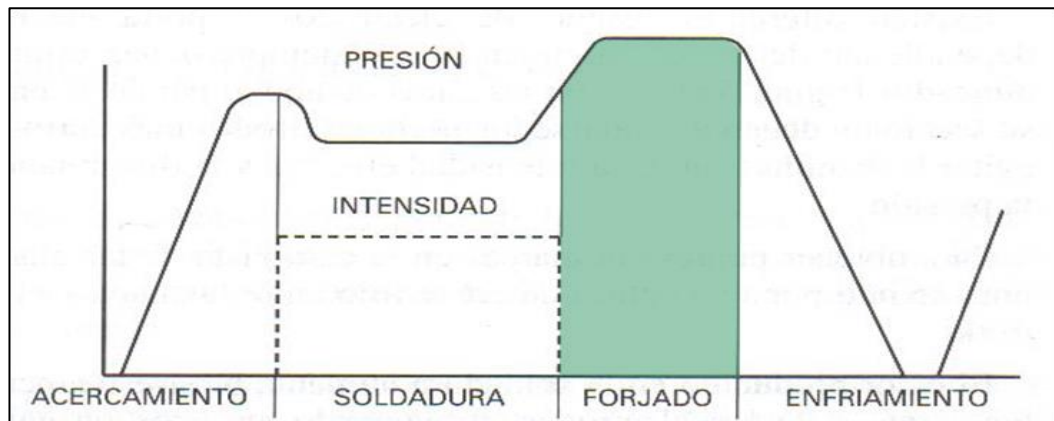 PRESIÓN
INTENSIDAD
ACERCAMIENTO SOLDADURA FORJADO ENFRIAMIENTO